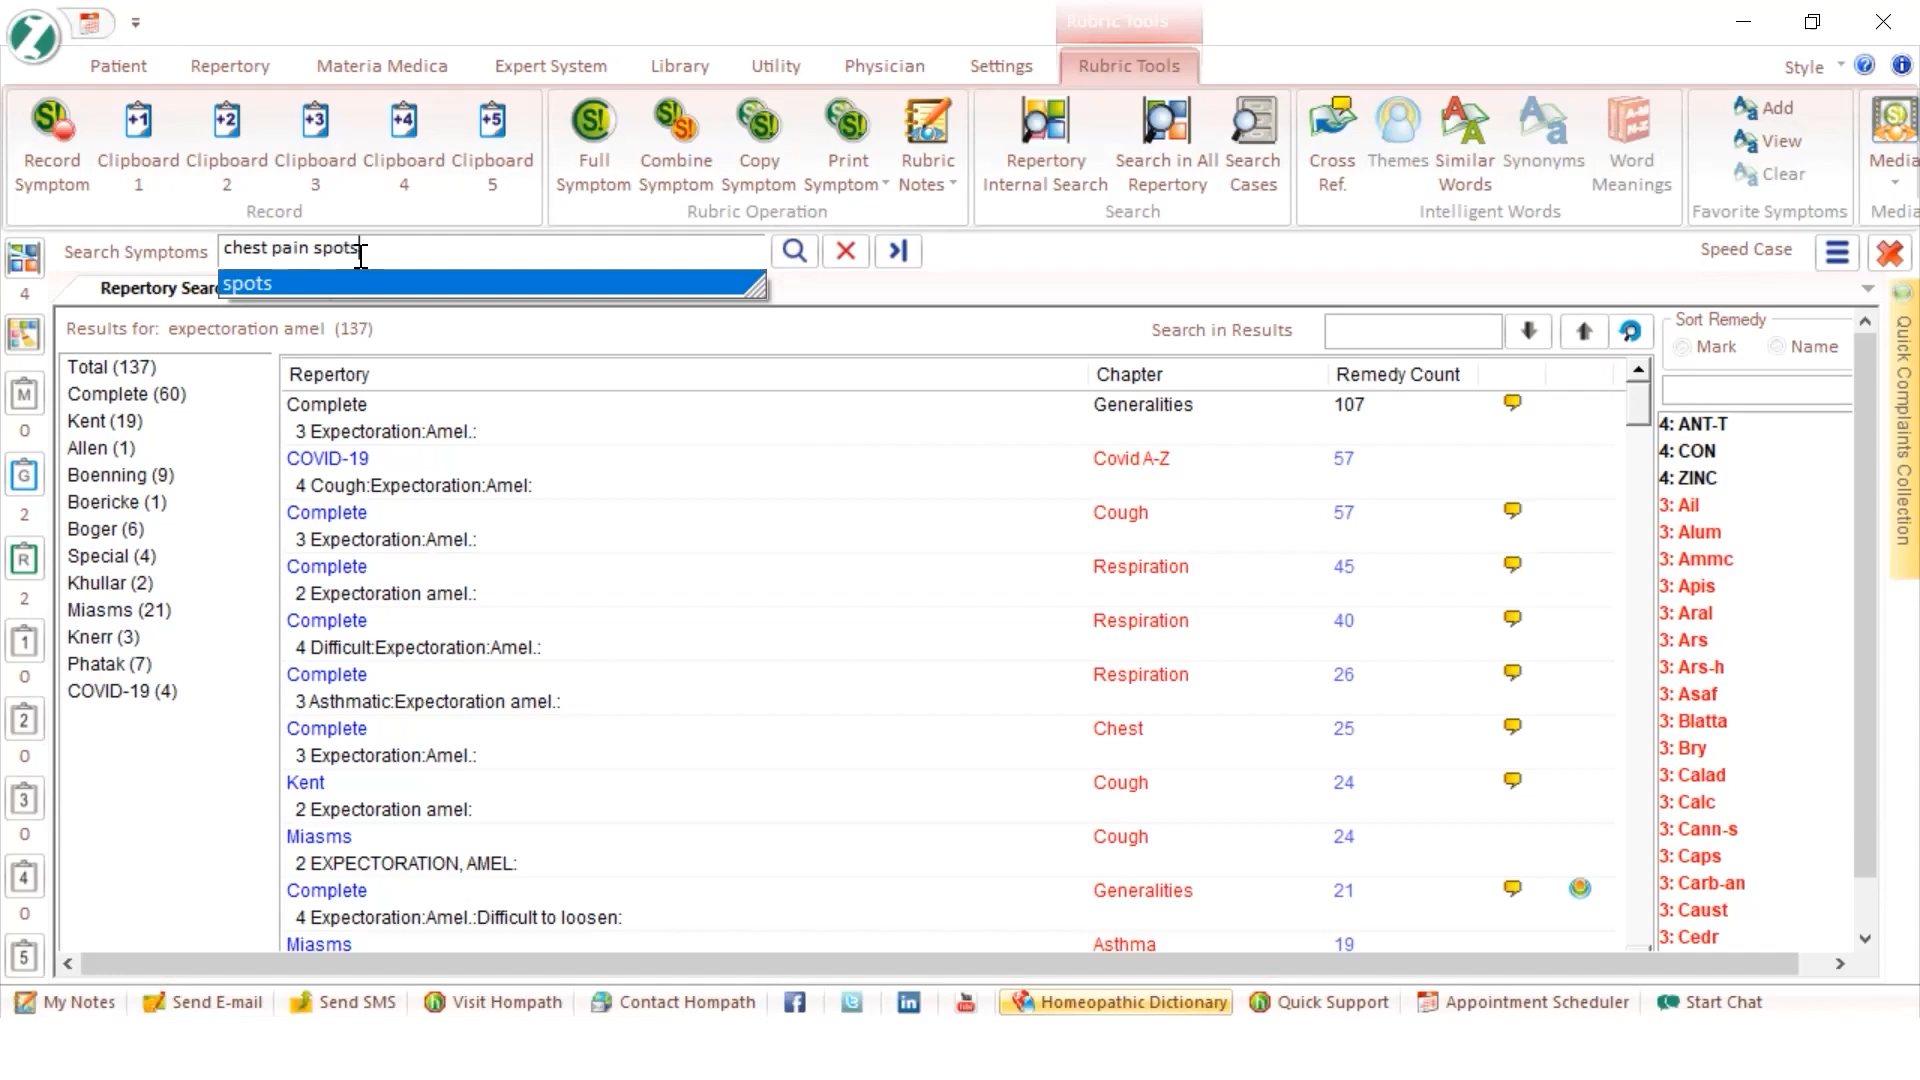 Rubric Tools
Patient
Repertory
Materia Medica
Expert System
Library
Utility
Physician
Settings
Rubric Tools
Style
Record Symptom
+1 Clipboard 1
+2 Clipboard 2
+3 Clipboard 3
+4 Clipboard 4
+5 Clipboard 5
Record
Full Symptom
Combine Symptom
Copy Symptom
Print Symptom
Rubric Notes
Rubric Operation
Repertory Internal Search
Search in All Repertory
Search Cases
Search
Cross Ref.
Themes
Similar Words
Synonyms
Word Meanings
Intelligent Words
Add
View
Clear
Favorite Symptoms
Media
Media
Search Symptoms
chest pain spots
spots
Speed Case
4
Repertory Sear
Results for: expectoration amel (137)
Search in Results
Sort Remedy
Mark
Name
Quick Complaints Collection
Total (137)
Complete (60)
Kent (19)
Allen (1)
Boenning (9)
Boericke (1)
Boger (6)
Special (4)
Khullar (2)
Miasms (21)
Knerr (3)
Phatak (7)
COVID-19 (4)
Repertory Chapter Remedy Count
Complete Generalities 107
3 Expectoration:Amel.:
COVID-19 Covid A-Z 57
4 Cough:Expectoration:Amel:
Complete Cough 57
3 Expectoration:Amel.:
Complete Respiration 45
2 Expectoration amel.:
Complete Respiration 40
4 Difficult:Expectoration:Amel.:
Complete Respiration 26
3 Asthmatic:Expectoration amel.:
Complete Chest 25
3 Expectoration:Amel.:
Kent Cough 24
2 Expectoration amel:
Miasms Cough 24
2 EXPECTORATION, AMEL:
Complete Generalities 21
4 Expectoration:Amel.:Difficult to loosen:
Miasms Asthma 19
4: ANT-T
4: CON
4: ZINC
3: Ail
3: Alum
3: Ammc
3: Apis
3: Aral
3: Ars
3: Ars-h
3: Asaf
3: Blatta
3: Bry
3: Calad
3: Calc
3: Cann-s
3: Caps
3: Carb-an
3: Caust
3: Cedr
M
0
G
2
R
2
1
0
2
0
3
0
4
0
5
My Notes
Send E-mail
Send SMS
Visit Hompath
Contact Hompath
Homeopathic Dictionary
Quick Support
Appointment Scheduler
Start Chat